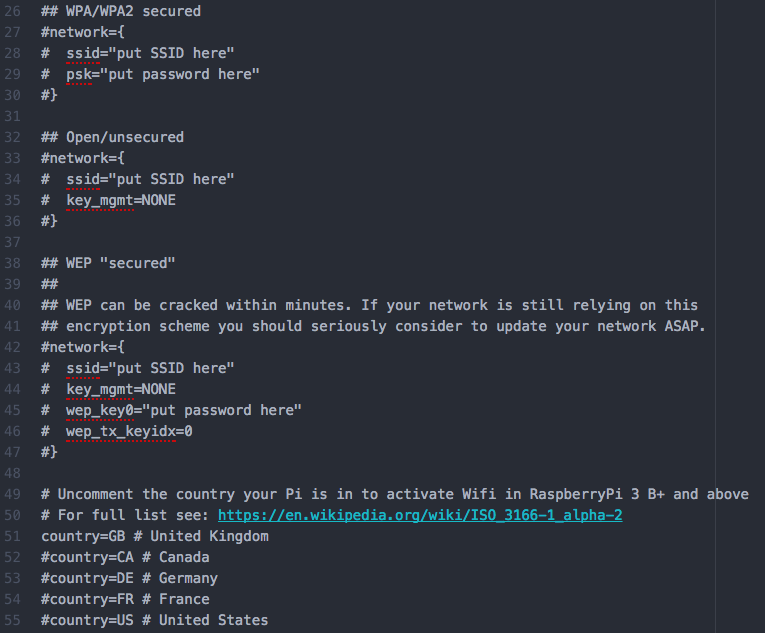 26 ## WPA/WPA2 secured
27 #network={
28 #  ssid="put SSID here"
29 #  psk="put password here"
30 #}
31
32 ## Open/unsecured
33 #network={
34 #  ssid="put SSID here"
35 #  key_mgmt=NONE
36 #}
37
38 ## WEP "secured"
39 ##
40 ## WEP can be cracked within minutes. If your network is still relying on this
41 ## encryption scheme you should seriously consider to update your network ASAP.
42 #network={
43 #  ssid="put SSID here"
44 #  key_mgmt=NONE
45 #  wep_key0="put password here"
46 #  wep_tx_keyidx=0
47 #}
48
49 # Uncomment the country your Pi is in to activate Wifi in RaspberryPi 3 B+ and above
50 # For full list see: https://en.wikipedia.org/wiki/ISO_3166-1_alpha-2
51 country=GB # United Kingdom
52 #country=CA # Canada
53 #country=DE # Germany
54 #country=FR # France
55 #country=US # United States